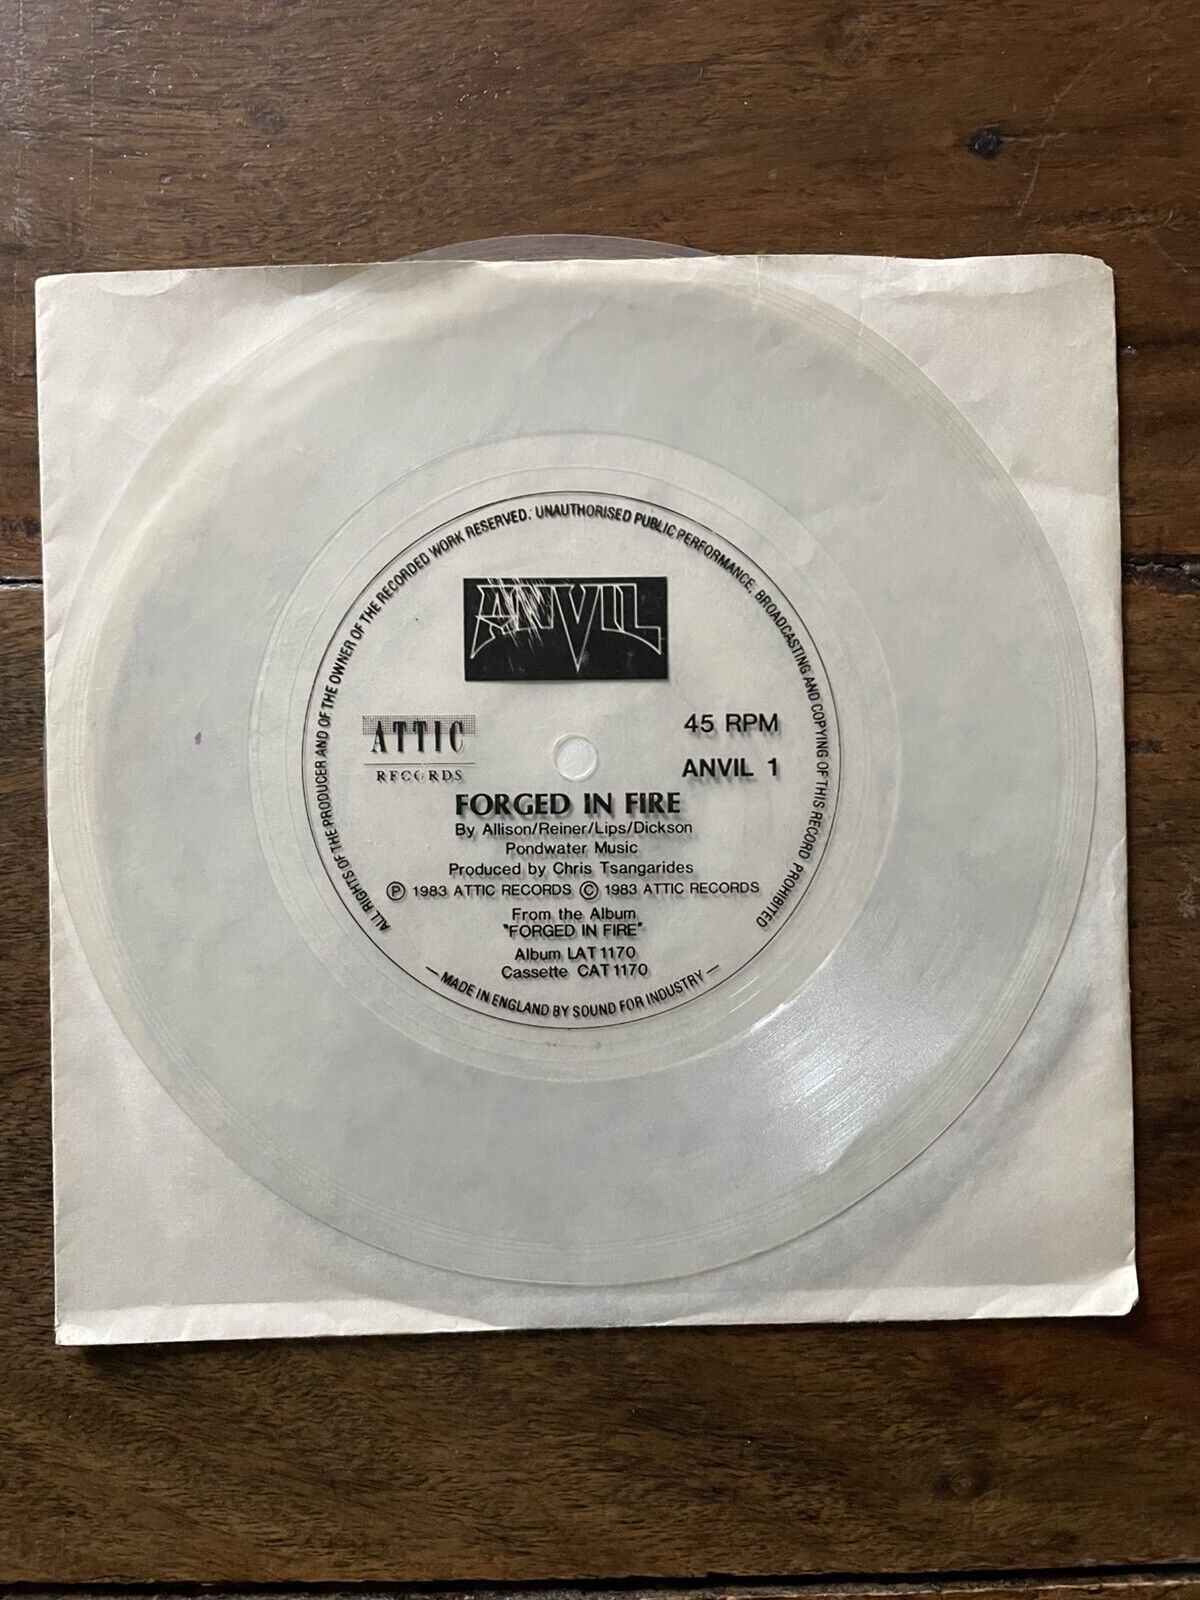 ALL RIGHTS OF THE PRODUCER AND OF THE OWNER OF THE RECORDED WORK RESERVED. UNAUTHORISED PUBLIC PERFORMANCE, BROADCASTING AND COPYING OF THIS RECORD PROHIBITED
ANVIL
ATTIC
RECORDS
45 RPM
ANVIL 1
FORGED IN FIRE
By Allison/Reiner/Lips/Dickson
Pondwater Music
Produced by Chris Tsangarides
Ⓟ 1983 ATTIC RECORDS © 1983 ATTIC RECORDS
From the Album
"FORGED IN FIRE"
Album LAT 1170
Cassette CAT 1170
— MADE IN ENGLAND BY SOUND FOR INDUSTRY —